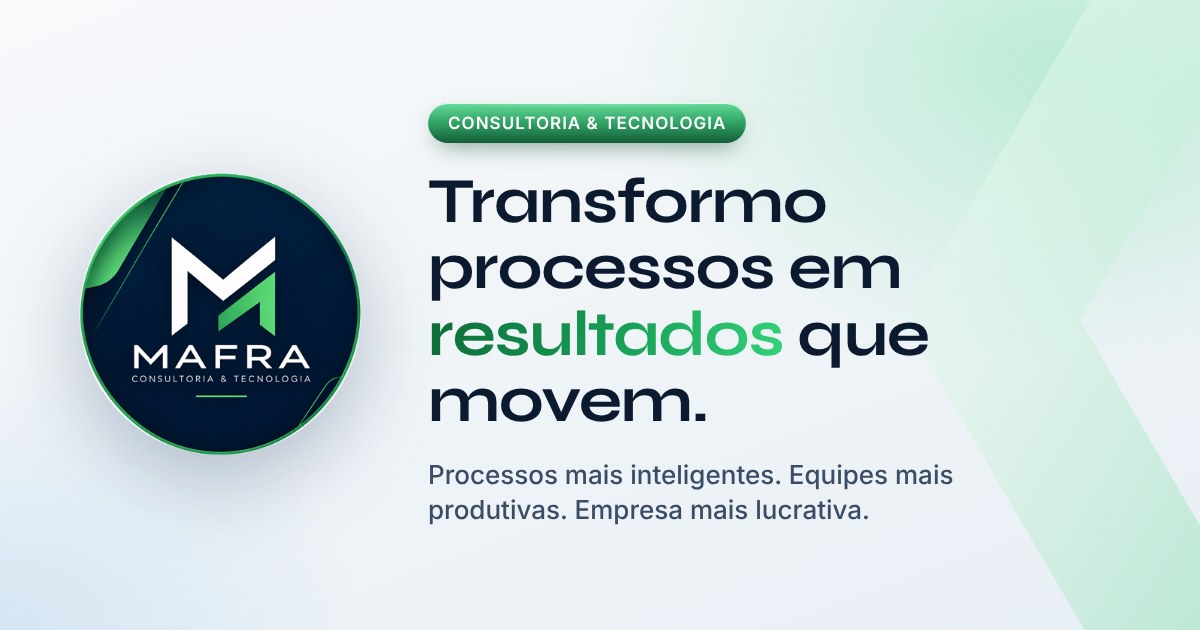 CONSULTORIA & TECNOLOGIA
Transformo
processos em
resultados que
movem.
Processos mais inteligentes. Equipes mais
produtivas. Empresa mais lucrativa.
MAFRA
CONSULTORIA & TECNOLOGIA